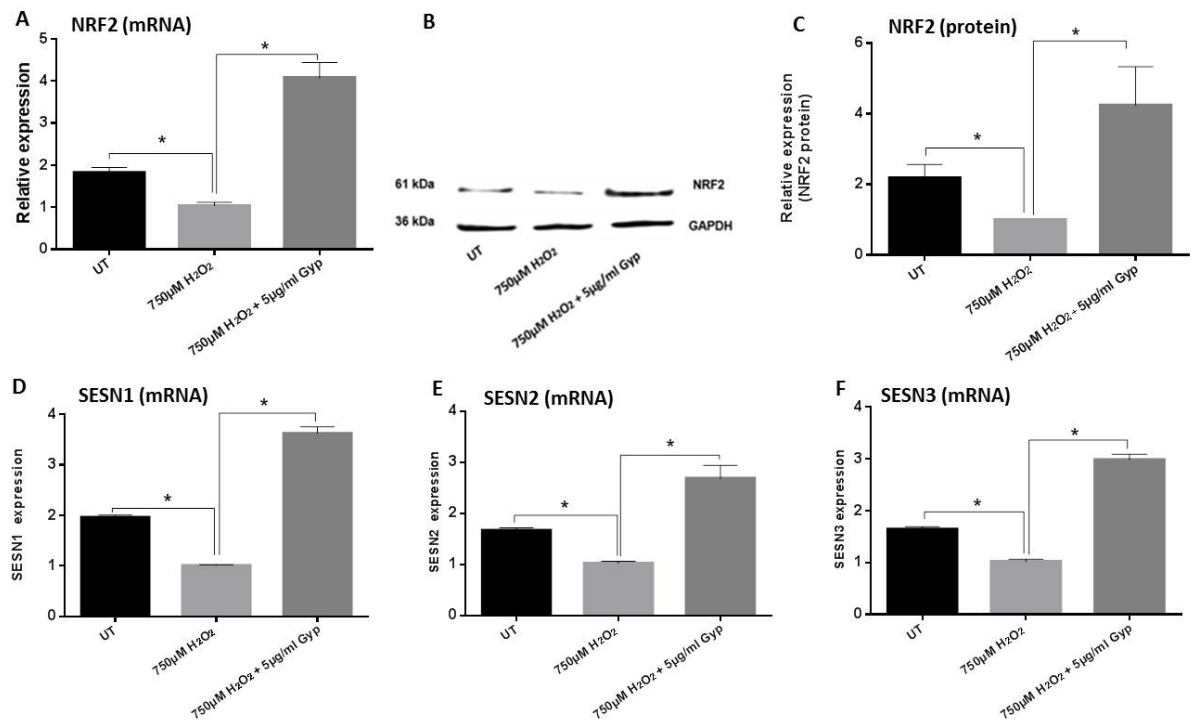 A
NRF2 (mRNA)
Relative expression
5
4
3
2
1
0
*
*
UT
750µM H₂O₂
750µM H₂O₂ + 5µg/ml Gyp
B
61 kDa
NRF2
36 kDa
GAPDH
UT
750µM H₂O₂
750µM H₂O₂ + 5µg/ml Gyp
C
NRF2 (protein)
Relative expression
(NRF2 protein)
6
4
2
0
*
*
UT
750µM H₂O₂
750µM H₂O₂ + 5µg/ml Gyp
D
SESN1 (mRNA)
SESN1 expression
4
3
2
1
0
*
*
UT
750µM H₂O₂
750µM H₂O₂ + 5µg/ml Gyp
E
SESN2 (mRNA)
SESN2 expression
4
3
2
1
0
*
*
UT
750µM H₂O₂
750µM H₂O₂ + 5µg/ml Gyp
F
SESN3 (mRNA)
SESN3 expression
4
3
2
1
0
*
*
UT
750µM H₂O₂
750µM H₂O₂ + 5µg/ml Gyp